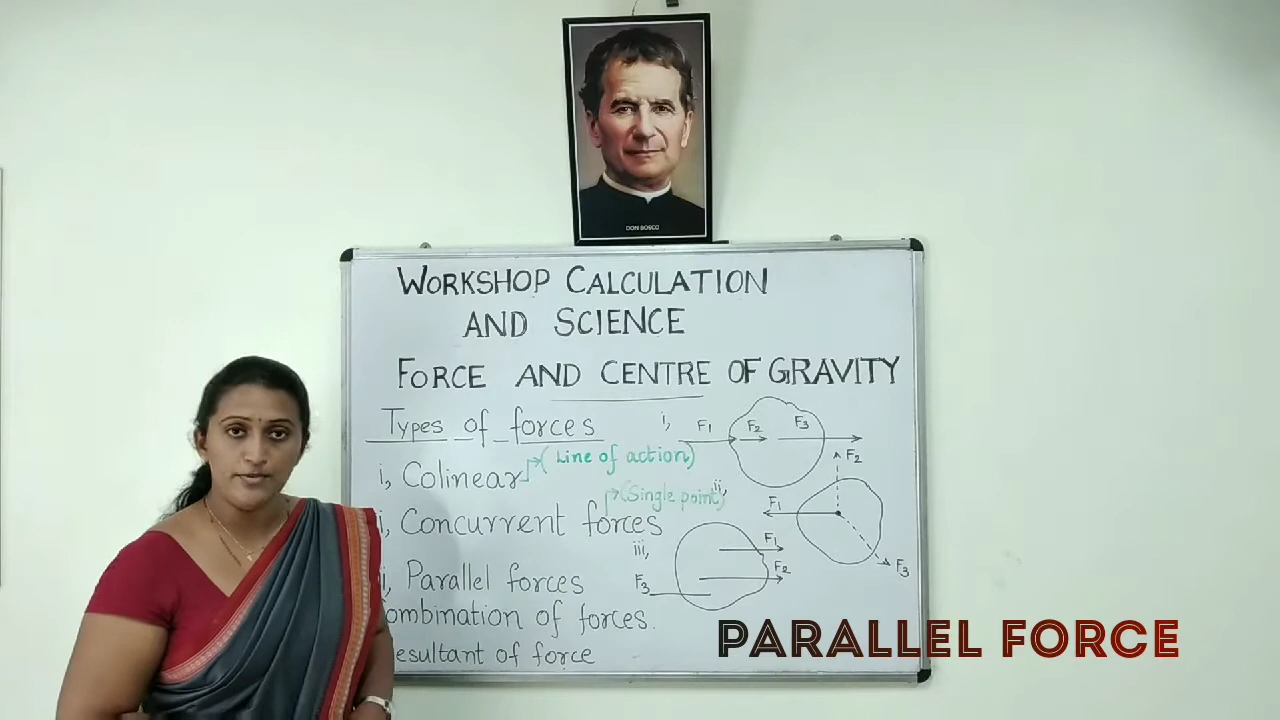 DON BOSCO
WORKSHOP CALCULATION
AND SCIENCE
FORCE AND CENTRE OF GRAVITY
Types of forces
i, Colinear (Line of action)
i, Concurrent forces (Single point)
i, Parallel forces
ombination of forces.
esultant of force
i, F1 F2 F3
ii, F1 F2 F3
iii, F1 F2 F3
PARALLEL FORCE